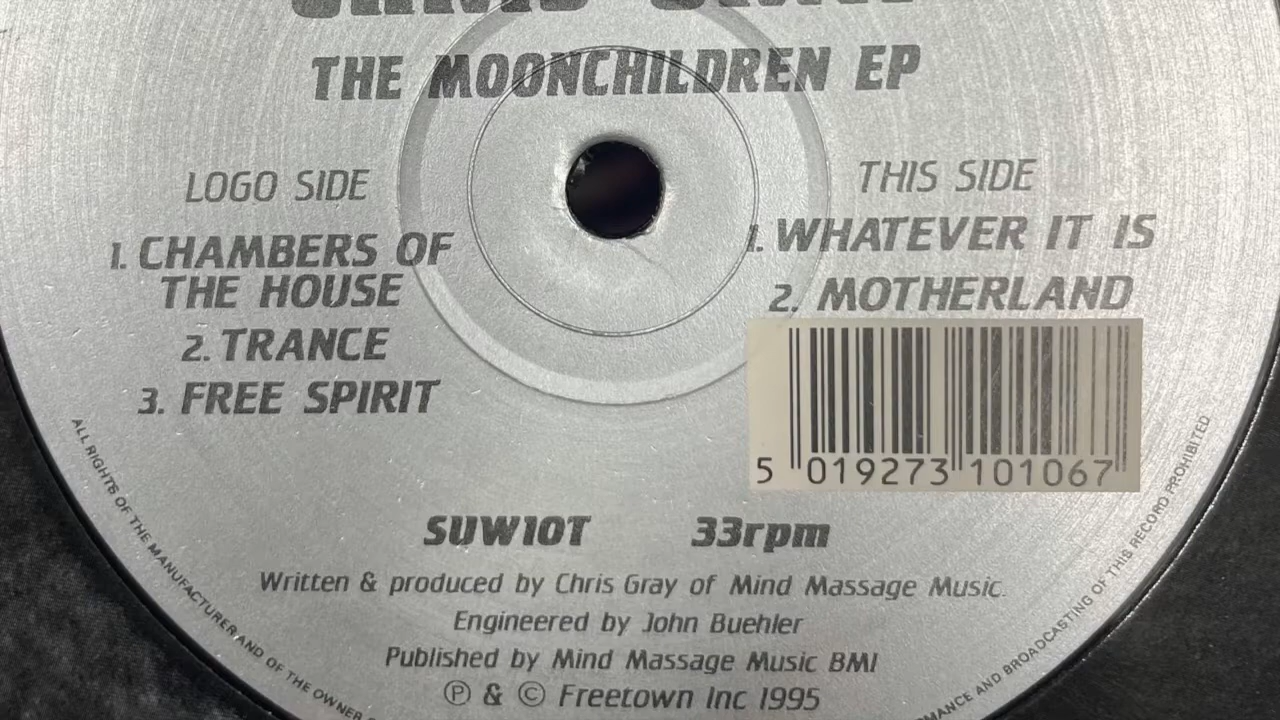 THE MOONCHILDREN EP
LOGO SIDE
1. CHAMBERS OF
THE HOUSE
2. TRANCE
3. FREE SPIRIT
THIS SIDE
1. WHATEVER IT IS
2. MOTHERLAND
5 019273 101067
SUW10T 33rpm
Written & produced by Chris Gray of Mind Massage Music.
Engineered by John Buehler
Published by Mind Massage Music BMI
Ⓟ & © Freetown Inc 1995
ALL RIGHTS OF THE MANUFACTURER AND OF THE OWNER
AND BROADCASTING OF THIS RECORD PROHIBITED